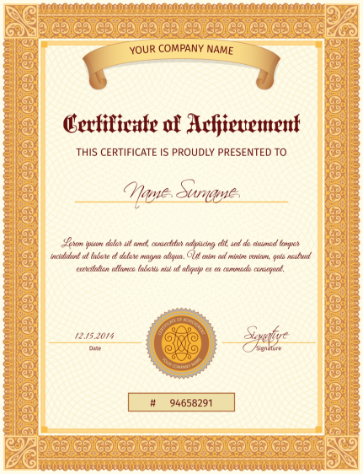 YOUR COMPANY NAME
Certificate of Achievement
THIS CERTIFICATE IS PROUDLY PRESENTED TO
Name Surname
Lorem ipsum dolor sit amet, consectetur adipiscing elit, sed do eiusmod tempor
incididunt ut labore et dolore magna aliqua. Ut enim ad minim veniam, quis nostrud
exercitation ullamco laboris nisi ut aliquip ex ea commodo consequat.
12.15.2014
Date
Signature
Signature
# 94658291